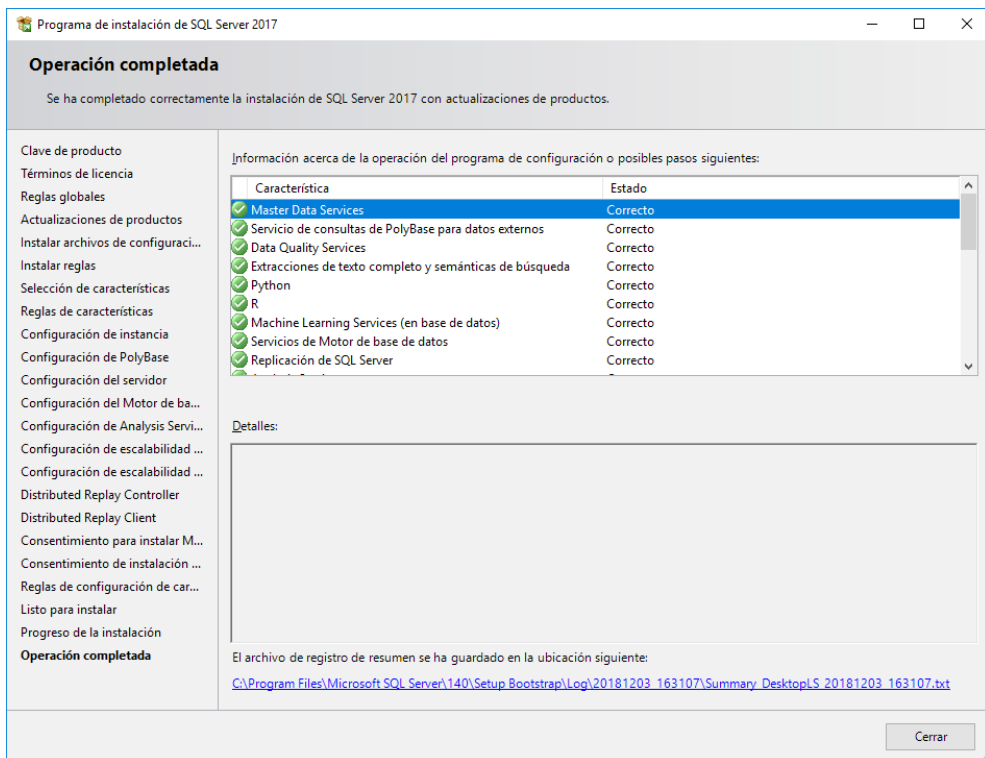 Programa de instalación de SQL Server 2017
Operación completada
Se ha completado correctamente la instalación de SQL Server 2017 con actualizaciones de productos.
Clave de producto
Términos de licencia
Reglas globales
Actualizaciones de productos
Instalar archivos de configuraci...
Instalar reglas
Selección de características
Reglas de características
Configuración de instancia
Configuración de PolyBase
Configuración del servidor
Configuración del Motor de ba...
Configuración de Analysis Servi...
Configuración de escalabilidad ...
Configuración de escalabilidad ...
Distributed Replay Controller
Distributed Replay Client
Consentimiento para instalar M...
Consentimiento de instalación ...
Reglas de configuración de car...
Listo para instalar
Progreso de la instalación
Operación completada
Información acerca de la operación del programa de configuración o posibles pasos siguientes:
Característica Estado
Master Data Services Correcto
Servicio de consultas de PolyBase para datos externos Correcto
Data Quality Services Correcto
Extracciones de texto completo y semánticas de búsqueda Correcto
Python Correcto
R Correcto
Machine Learning Services (en base de datos) Correcto
Servicios de Motor de base de datos Correcto
Replicación de SQL Server Correcto
Detalles:
El archivo de registro de resumen se ha guardado en la ubicación siguiente:
C:\Program Files\Microsoft SQL Server\140\Setup Bootstrap\Log\20181203_163107\Summary_DesktopLS_20181203_163107.txt
Cerrar